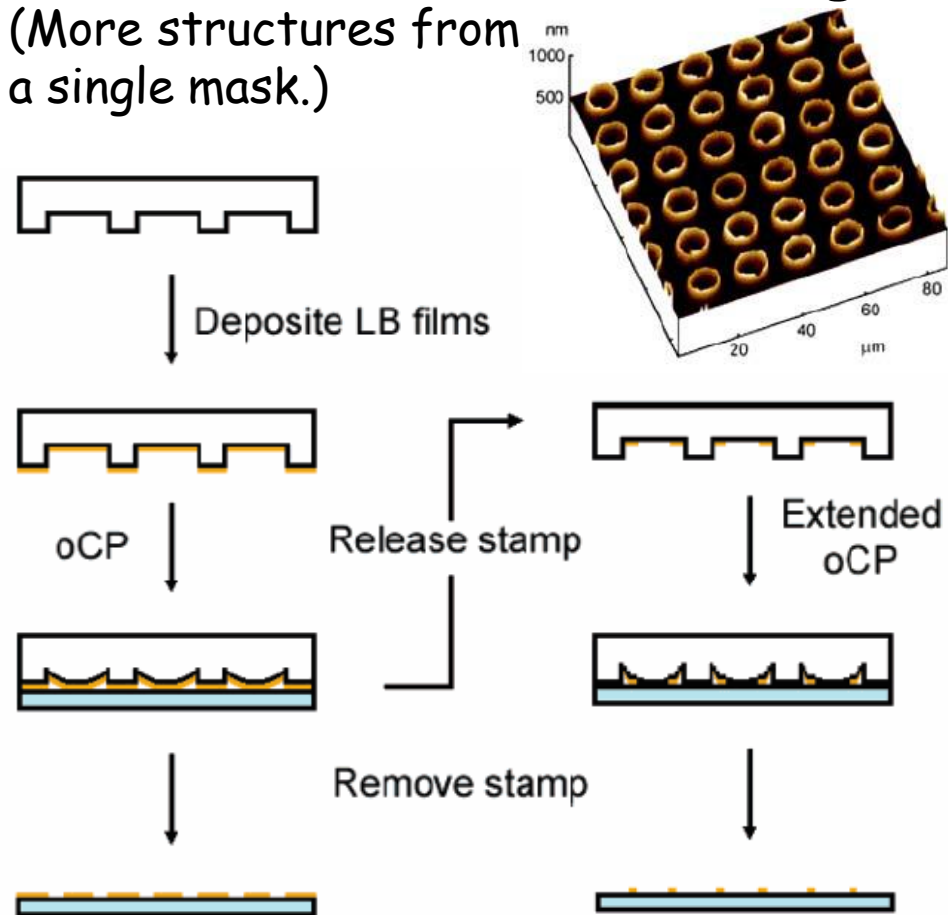 (More structures from
a single mask.)
nm
1000
500
20
40
60
80
μm
Deposite LB films
oCP
Release stamp
Extended
oCP
Remove stamp